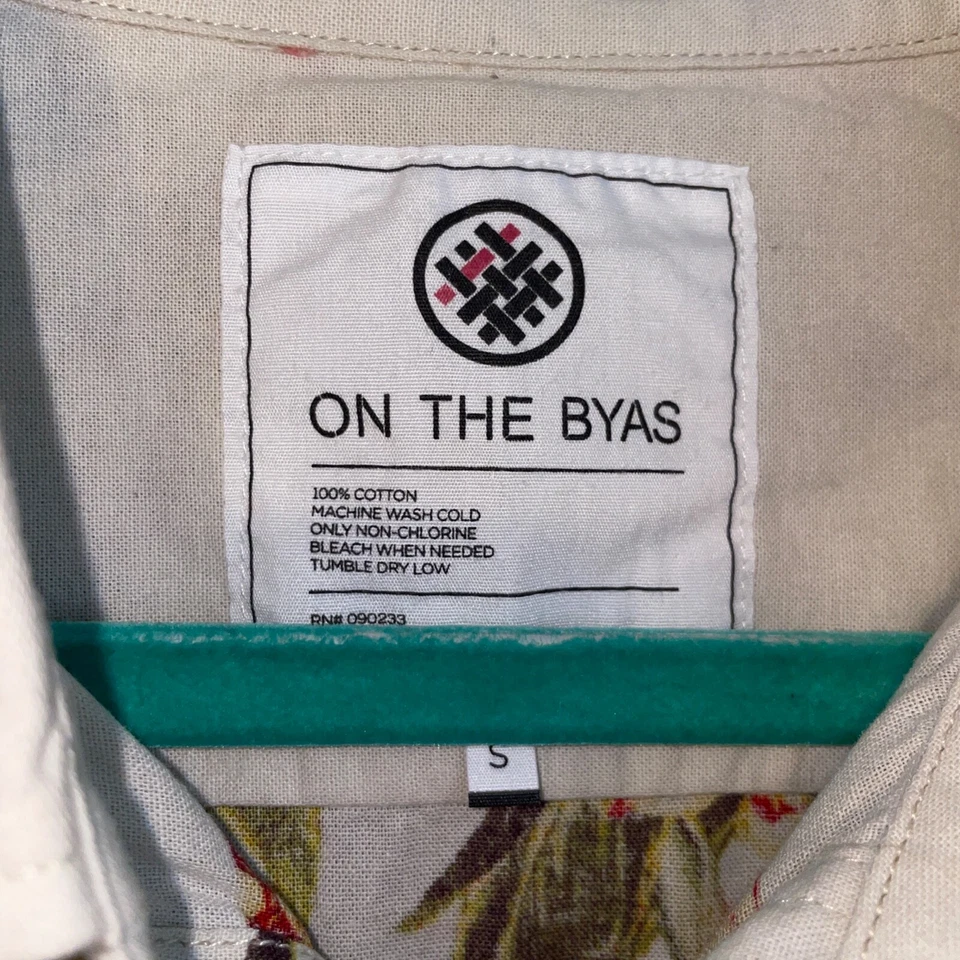 ON THE BYAS
100% COTTON
MACHINE WASH COLD
ONLY NON-CHLORINE
BLEACH WHEN NEEDED
TUMBLE DRY LOW
RN# 090233
S